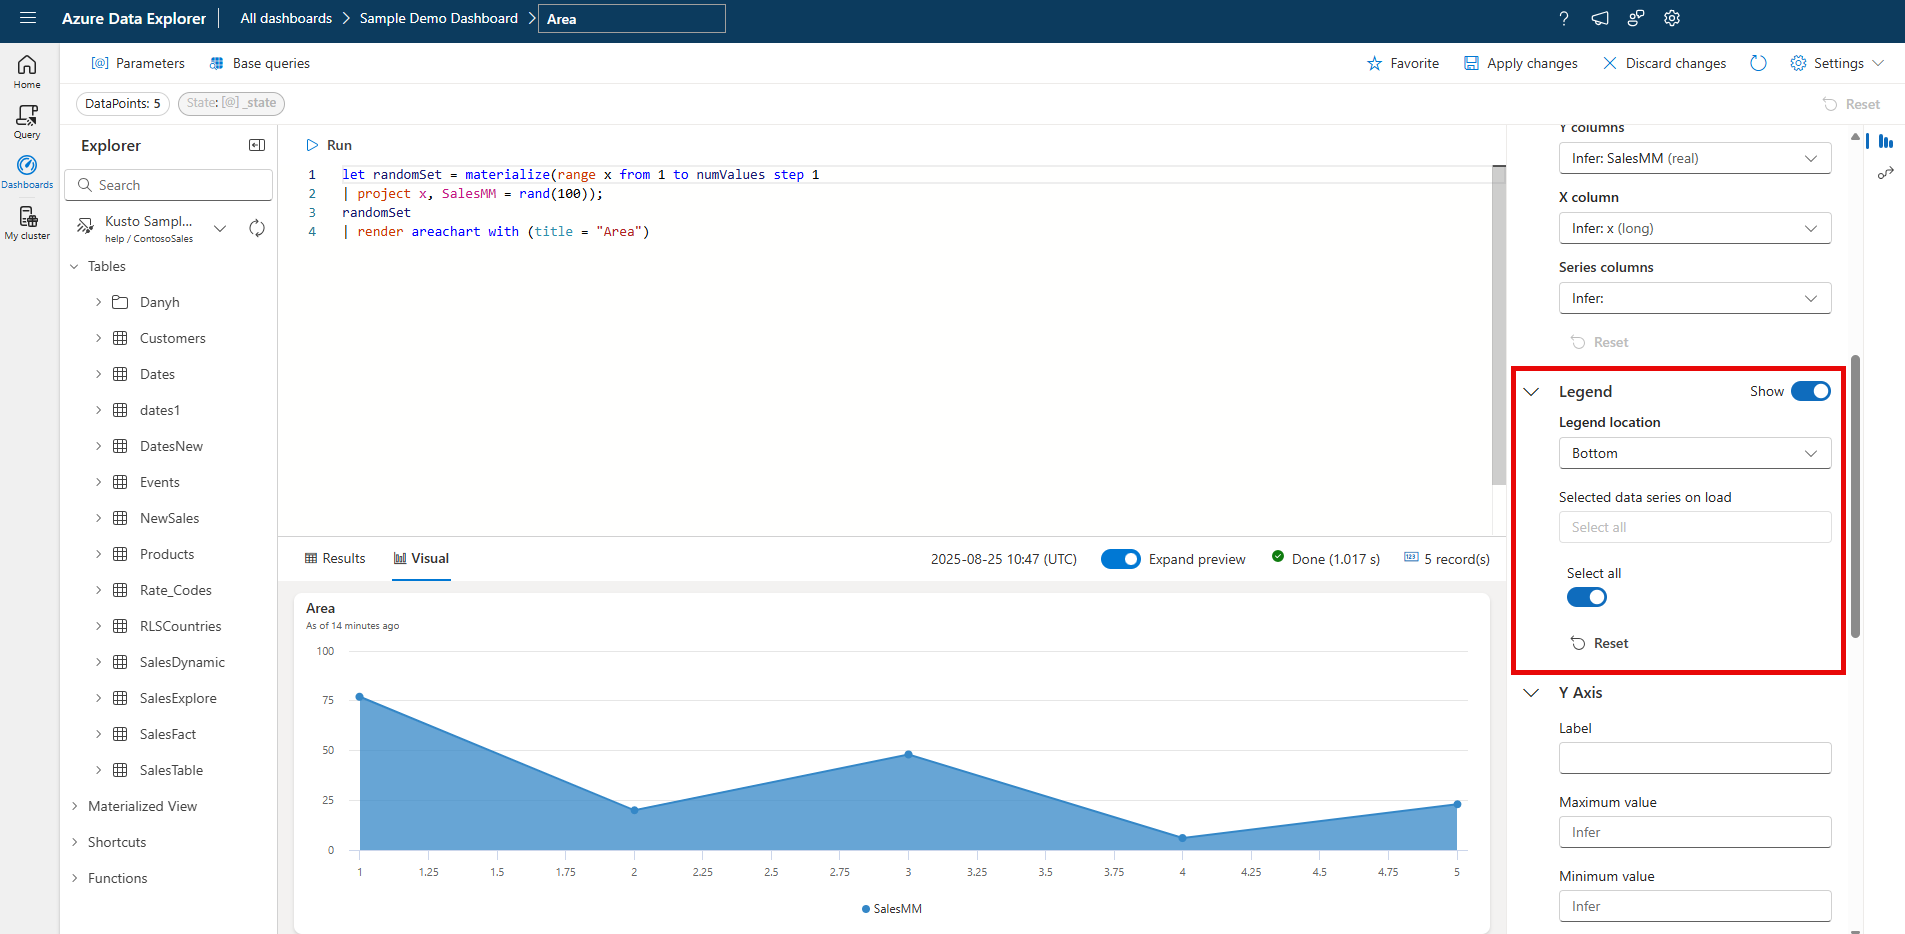 Azure Data Explorer
All dashboards
Sample Demo Dashboard
Area
Home
Query
Dashboards
My cluster
[@] Parameters
Base queries
Favorite
Apply changes
Discard changes
Settings
DataPoints: 5
State: [@] _state
Reset
Explorer
Search
Kusto Sampl...
help / ContosoSales
Tables
Danyh
Customers
Dates
dates1
DatesNew
Events
NewSales
Products
Rate_Codes
RLSCountries
SalesDynamic
SalesExplore
SalesFact
SalesTable
Materialized View
Shortcuts
Functions
Run
1 let randomSet = materialize(range x from 1 to numValues step 1
2 | project x, SalesMM = rand(100));
3 randomSet
4 | render areachart with (title = "Area")
Results
Visual
2025-08-25 10:47 (UTC)
Expand preview
Done (1.017 s)
123
5 record(s)
Area
As of 14 minutes ago
100
75
50
25
0
1 1.25 1.5 1.75 2 2.25 2.5 2.75 3 3.25 3.5 3.75 4 4.25 4.5 4.75 5
SalesMM
Y columns
Infer: SalesMM (real)
X column
Infer: x (long)
Series columns
Infer:
Reset
Legend
Show
Legend location
Bottom
Selected data series on load
Select all
Select all
Reset
Y Axis
Label
Maximum value
Infer
Minimum value
Infer